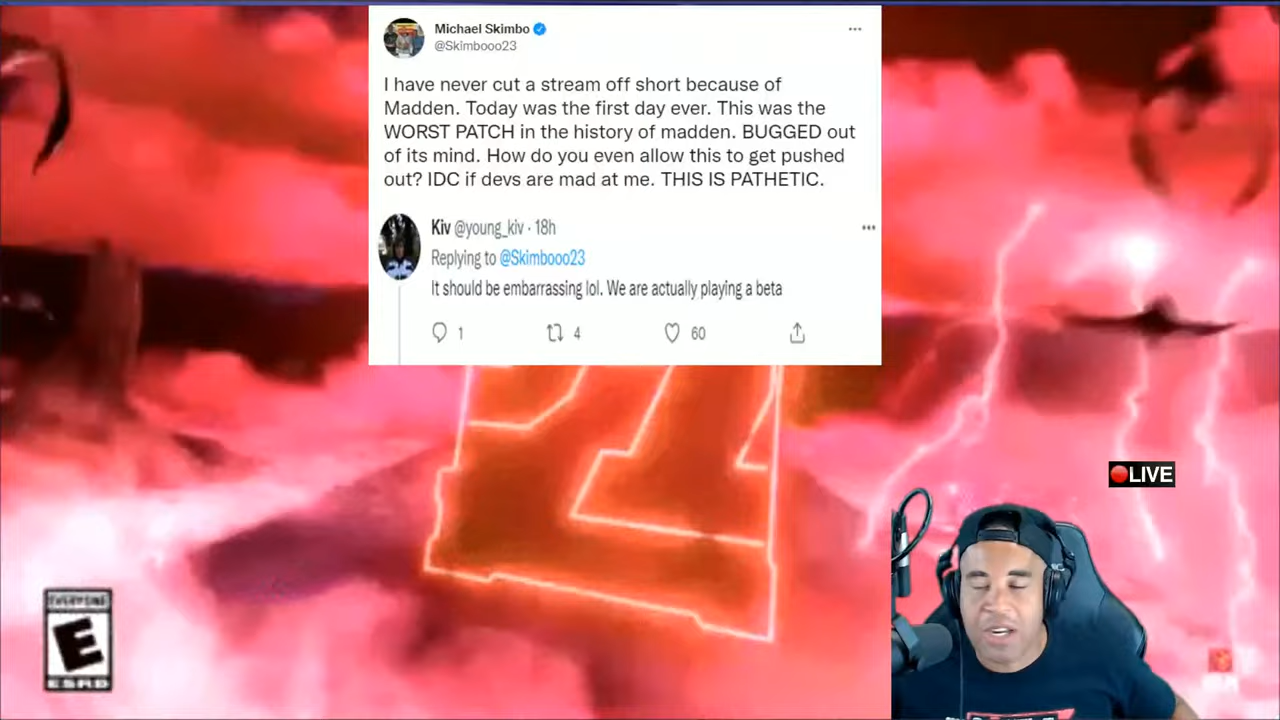 Michael Skimbo
@Skimbooo23
I have never cut a stream off short because of
Madden. Today was the first day ever. This was the
WORST PATCH in the history of madden. BUGGED out
of its mind. How do you even allow this to get pushed
out? IDC if devs are mad at me. THIS IS PATHETIC.
Kiv @young_kiv · 18h
Replying to @Skimbooo23
It should be embarrassing lol. We are actually playing a beta
1 4 60
LIVE
EVERYONE
E
ESRB